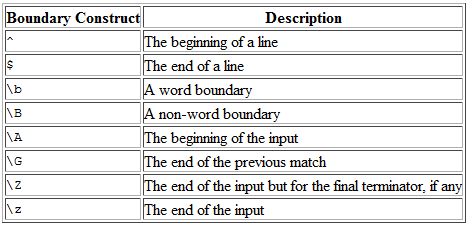 Boundary Construct Description
^ The beginning of a line
$ The end of a line
\b A word boundary
\B A non-word boundary
\A The beginning of the input
\G The end of the previous match
\Z The end of the input but for the final terminator, if any
\z The end of the input